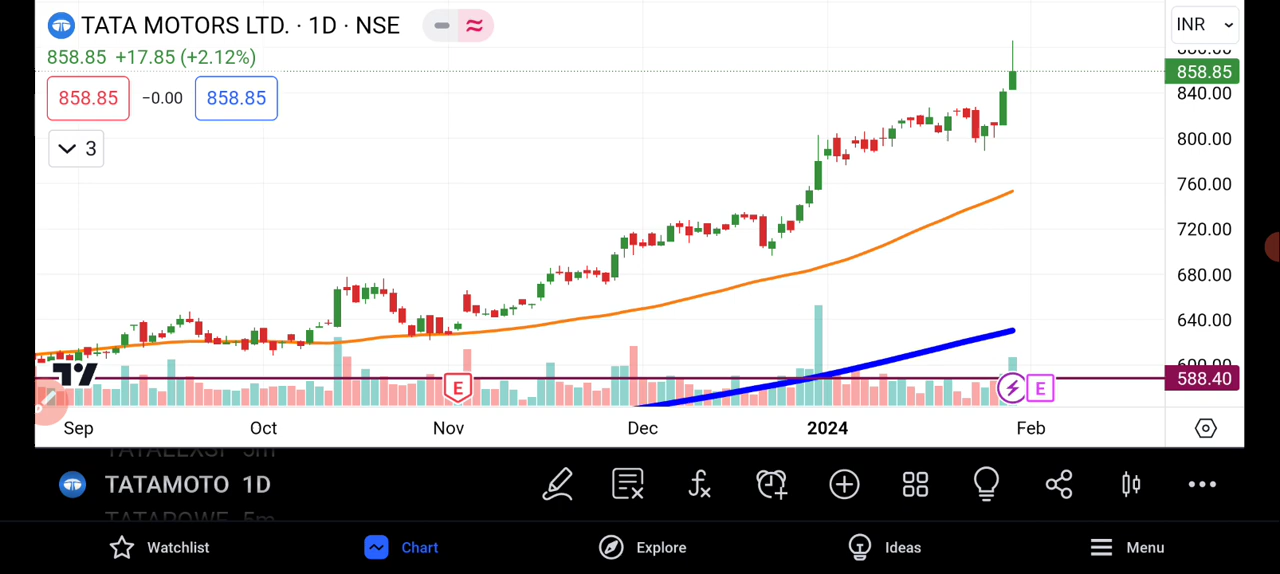 TATA MOTORS LTD. · 1D · NSE
INR
858.85 +17.85 (+2.12%)
858.85 −0.00 858.85
3
858.85
840.00
800.00
760.00
720.00
680.00
640.00
600.00
588.40
E
E
Sep Oct Nov Dec 2024 Feb
TATAMOTO 1D
Watchlist Chart Explore Ideas Menu